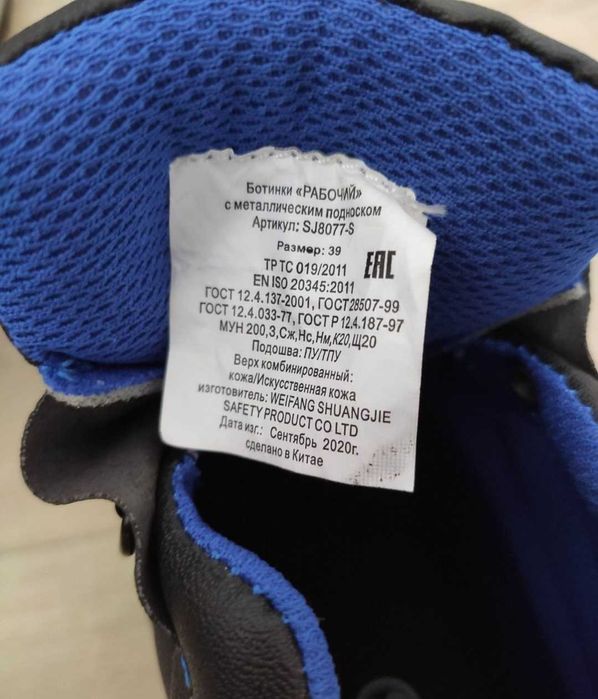 Ботинки «РАБОЧИЙ»
с металлическим подноском
Артикул: SJ8077-S
Размер: 39
ТР ТС 019/2011
EAC
EN ISO 20345:2011
ГОСТ 12.4.137-2001, ГОСТ 28507-99
ГОСТ 12.4.033-77, ГОСТ Р 12.4.187-97
МУН 200,З,Сж,Нс,Нм,К20,Щ20
Подошва: ПУ/ТПУ
Верх комбинированный:
кожа/Искусственная кожа
изготовитель: WEIFANG SHUANGJIE
SAFETY PRODUCT CO LTD
Дата изг.: Сентябрь 2020г.
сделано в Китае